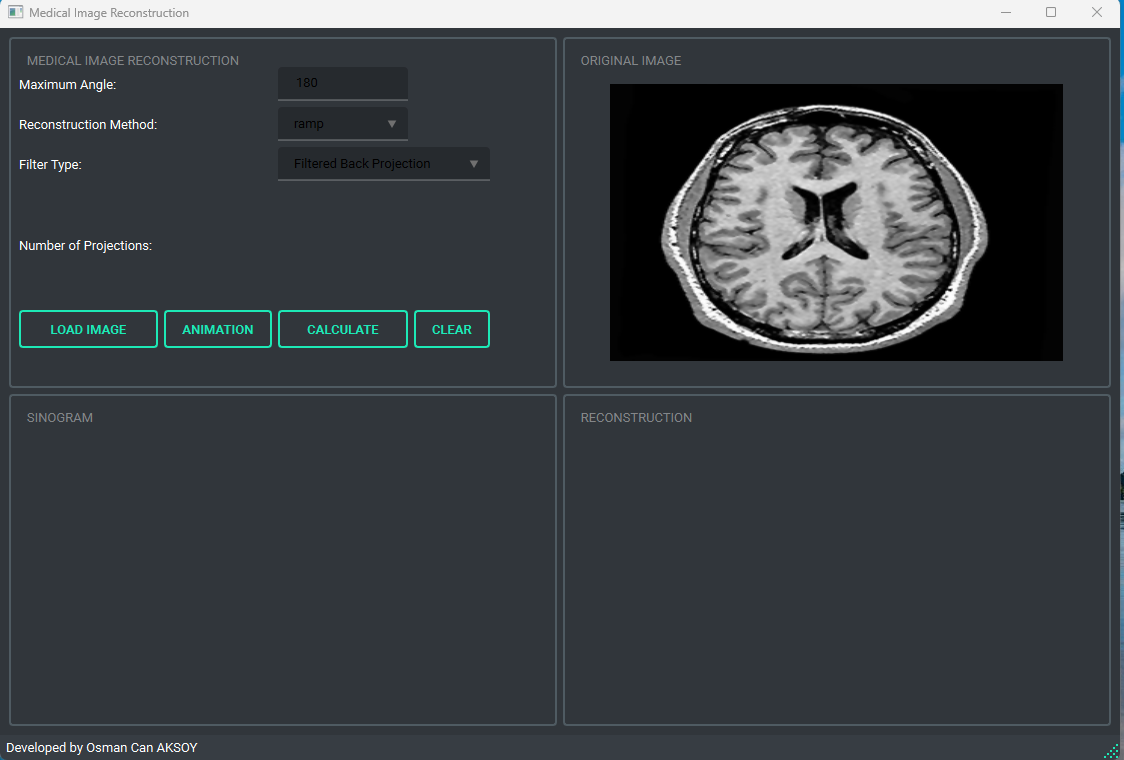 Medical Image Reconstruction
MEDICAL IMAGE RECONSTRUCTION
Maximum Angle:
180
Reconstruction Method:
ramp
Filter Type:
Filtered Back Projection
Number of Projections:
LOAD IMAGE
ANIMATION
CALCULATE
CLEAR
ORIGINAL IMAGE
SINOGRAM
RECONSTRUCTION
Developed by Osman Can AKSOY